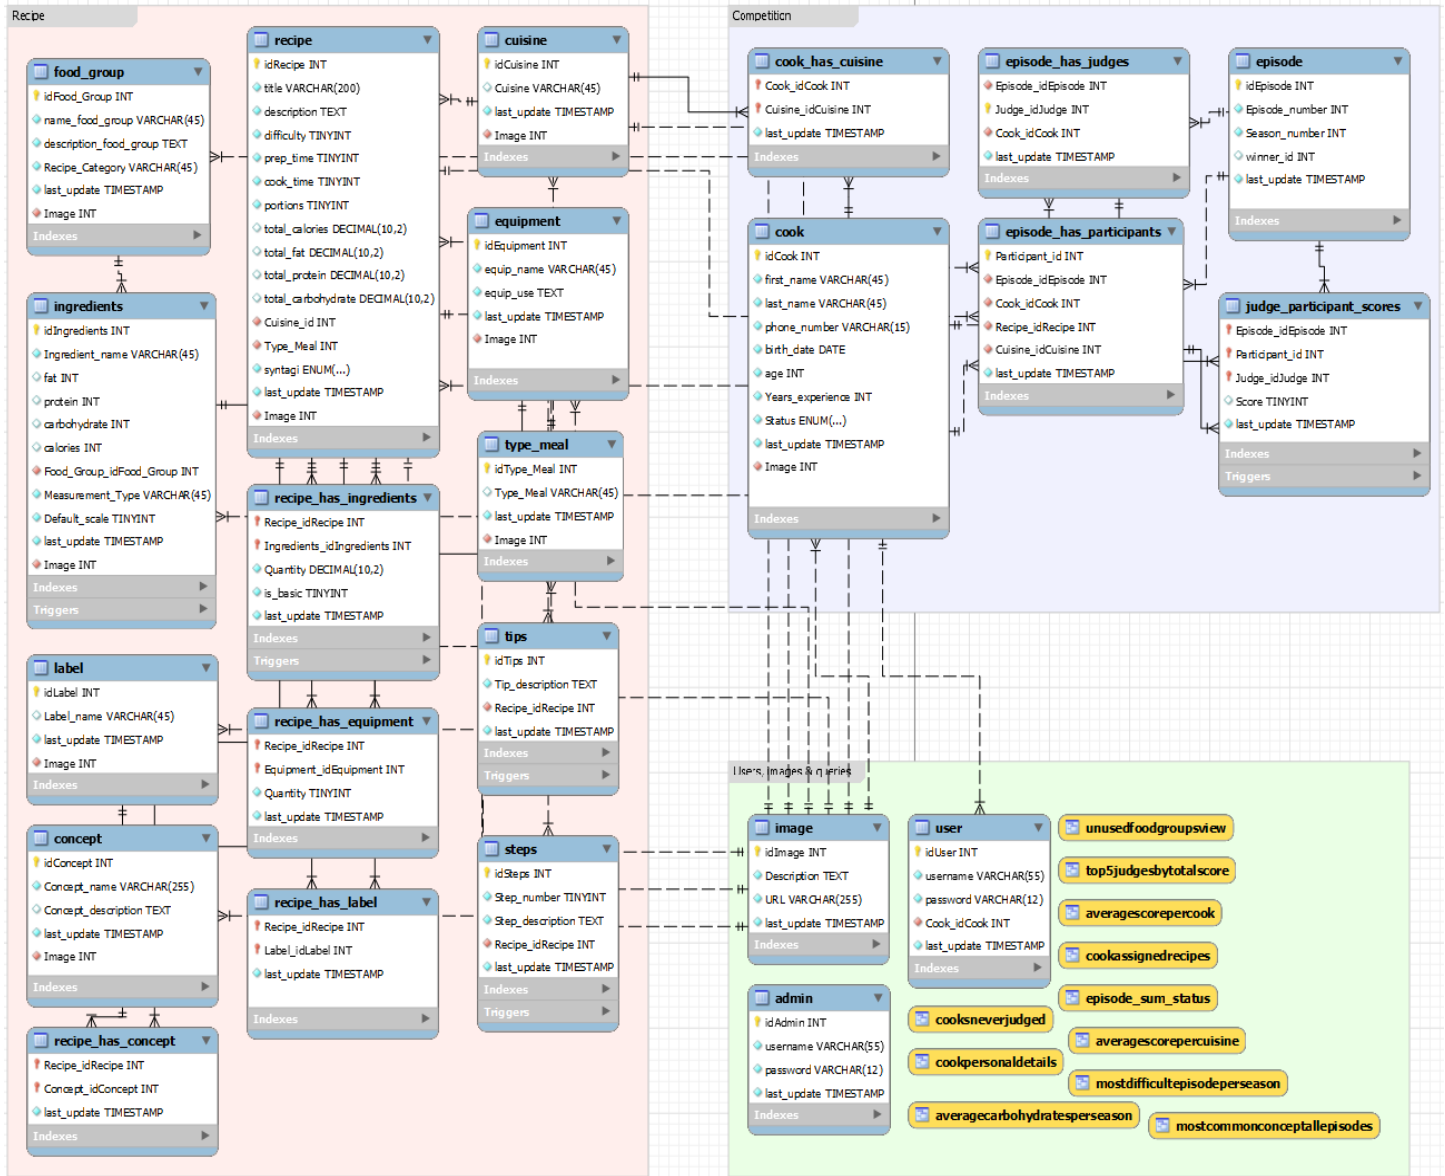 Recipe
food_group
idFood_Group INT
name_food_group VARCHAR(45)
description_food_group TEXT
Recipe_Category VARCHAR(45)
last_update TIMESTAMP
Image INT
Indexes
ingredients
idIngredients INT
Ingredient_name VARCHAR(45)
fat INT
protein INT
carbohydrate INT
calories INT
Food_Group_idFood_Group INT
Measurement_Type VARCHAR(45)
Default_scale TINYINT
last_update TIMESTAMP
Image INT
Indexes
Triggers
label
idLabel INT
Label_name VARCHAR(45)
last_update TIMESTAMP
Image INT
Indexes
concept
idConcept INT
Concept_name VARCHAR(255)
Concept_description TEXT
last_update TIMESTAMP
Image INT
Indexes
recipe_has_concept
Recipe_idRecipe INT
Concept_idConcept INT
last_update TIMESTAMP
Indexes
recipe
idRecipe INT
title VARCHAR(200)
description TEXT
difficulty TINYINT
prep_time TINYINT
cook_time TINYINT
portions TINYINT
total_calories DECIMAL(10,2)
total_fat DECIMAL(10,2)
total_protein DECIMAL(10,2)
total_carbohydrate DECIMAL(10,2)
Cuisine_id INT
Type_Meal INT
syntagi ENUM(...)
last_update TIMESTAMP
Image INT
Indexes
recipe_has_ingredients
Recipe_idRecipe INT
Ingredients_idIngredients INT
Quantity DECIMAL(10,2)
is_basic TINYINT
last_update TIMESTAMP
Indexes
Triggers
recipe_has_equipment
Recipe_idRecipe INT
Equipment_idEquipment INT
Quantity TINYINT
last_update TIMESTAMP
Indexes
recipe_has_label
Recipe_idRecipe INT
Label_idLabel INT
last_update TIMESTAMP
Indexes
cuisine
idCuisine INT
Cuisine VARCHAR(45)
last_update TIMESTAMP
Image INT
Indexes
equipment
idEquipment INT
equip_name VARCHAR(45)
equip_use TEXT
last_update TIMESTAMP
Image INT
Indexes
type_meal
idType_Meal INT
Type_Meal VARCHAR(45)
last_update TIMESTAMP
Image INT
Indexes
tips
idTips INT
Tip_description TEXT
Recipe_idRecipe INT
last_update TIMESTAMP
Indexes
Triggers
steps
idSteps INT
Step_number TINYINT
Step_description TEXT
Recipe_idRecipe INT
last_update TIMESTAMP
Indexes
Triggers
Competition
cook_has_cuisine
Cook_idCook INT
Cuisine_idCuisine INT
last_update TIMESTAMP
Indexes
cook
idCook INT
first_name VARCHAR(45)
last_name VARCHAR(45)
phone_number VARCHAR(15)
birth_date DATE
age INT
Years_experience INT
Status ENUM(...)
last_update TIMESTAMP
Image INT
Indexes
episode_has_judges
Episode_idEpisode INT
Judge_idJudge INT
Cook_idCook INT
last_update TIMESTAMP
Indexes
episode_has_participants
Participant_id INT
Episode_idEpisode INT
Cook_idCook INT
Recipe_idRecipe INT
Cuisine_idCuisine INT
last_update TIMESTAMP
Indexes
episode
idEpisode INT
Episode_number INT
Season_number INT
winner_id INT
last_update TIMESTAMP
Indexes
judge_participant_scores
Episode_idEpisode INT
Participant_id INT
Judge_idJudge INT
Score TINYINT
last_update TIMESTAMP
Indexes
Triggers
Users, images & queries
image
idImage INT
Description TEXT
URL VARCHAR(255)
last_update TIMESTAMP
Indexes
admin
idAdmin INT
username VARCHAR(55)
password VARCHAR(12)
last_update TIMESTAMP
Indexes
user
idUser INT
username VARCHAR(55)
password VARCHAR(12)
Cook_idCook INT
last_update TIMESTAMP
Indexes
unusedfoodgroupsview
top5judgesbytotalscore
averagescorepercook
cookassignedrecipes
episode_sum_status
cooksneverjudged
averagescorepercuisine
cookpersonaldetails
mostdifficultepisodeperseason
averagecarbohydratesperseason
mostcommonconceptallepisodes